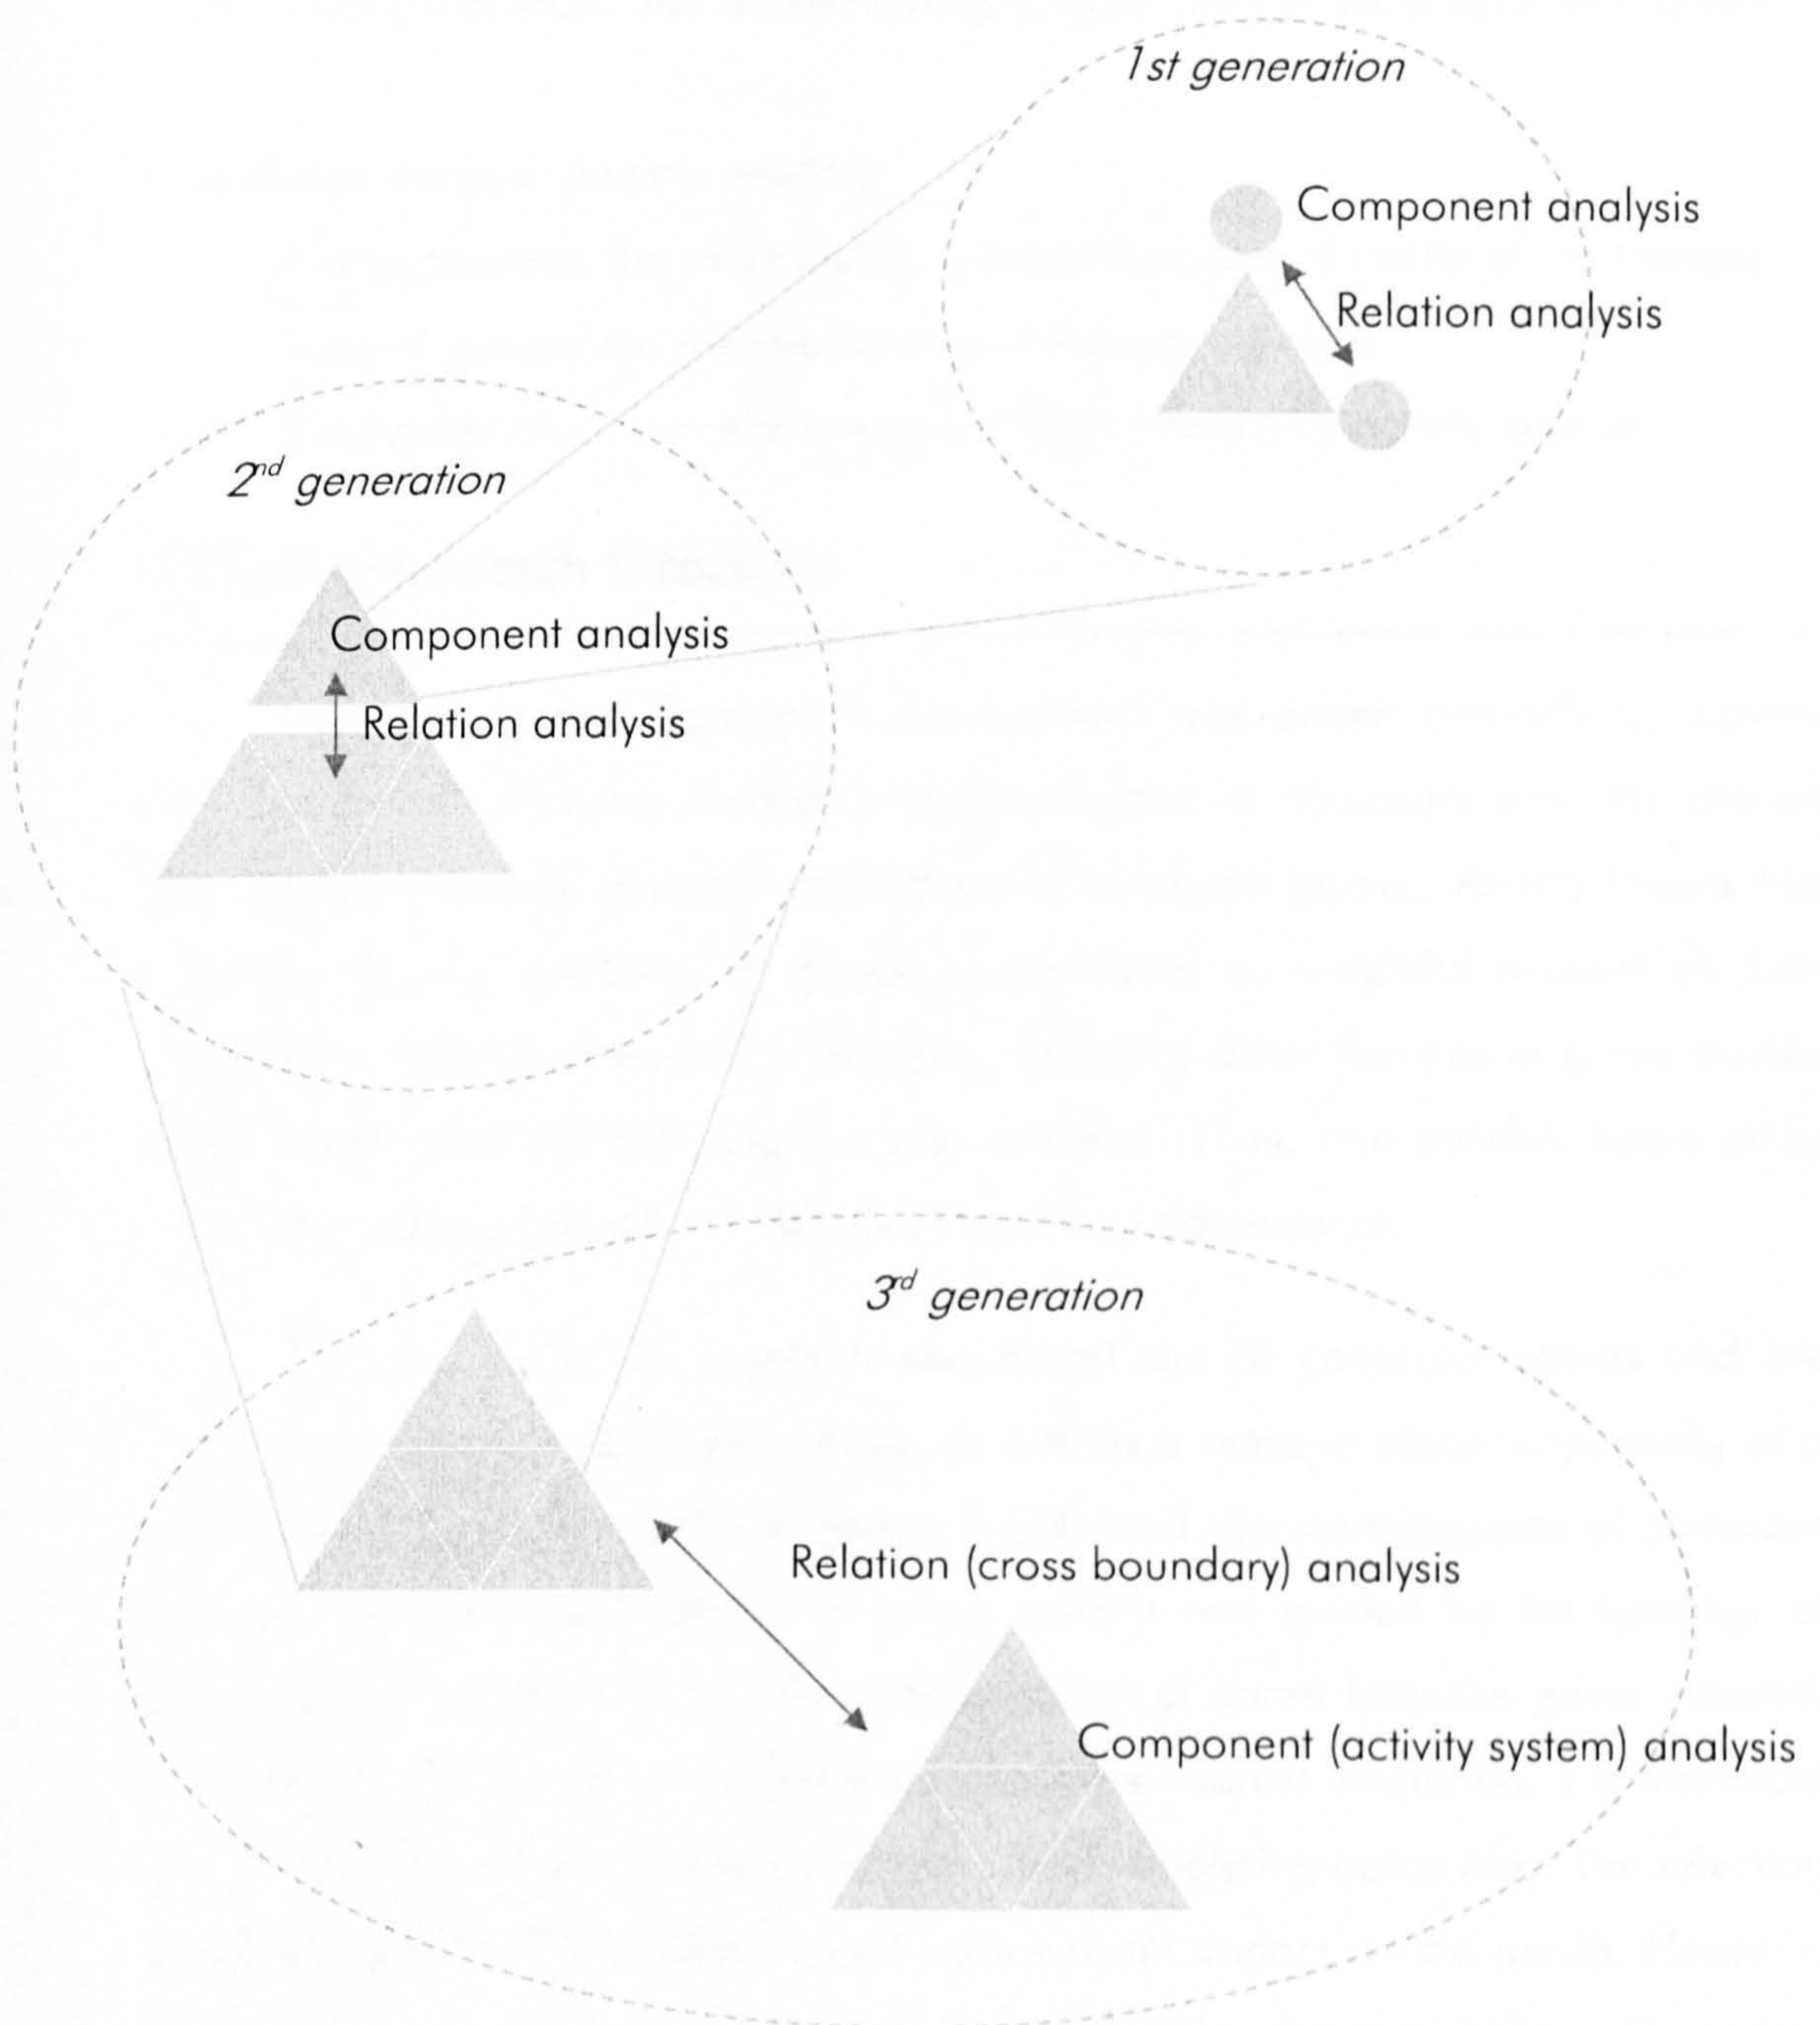 1st generation
Component analysis
Relation analysis
2nd generation
Component analysis
Relation analysis
3rd generation
Relation (cross boundary) analysis
Component (activity system) analysis